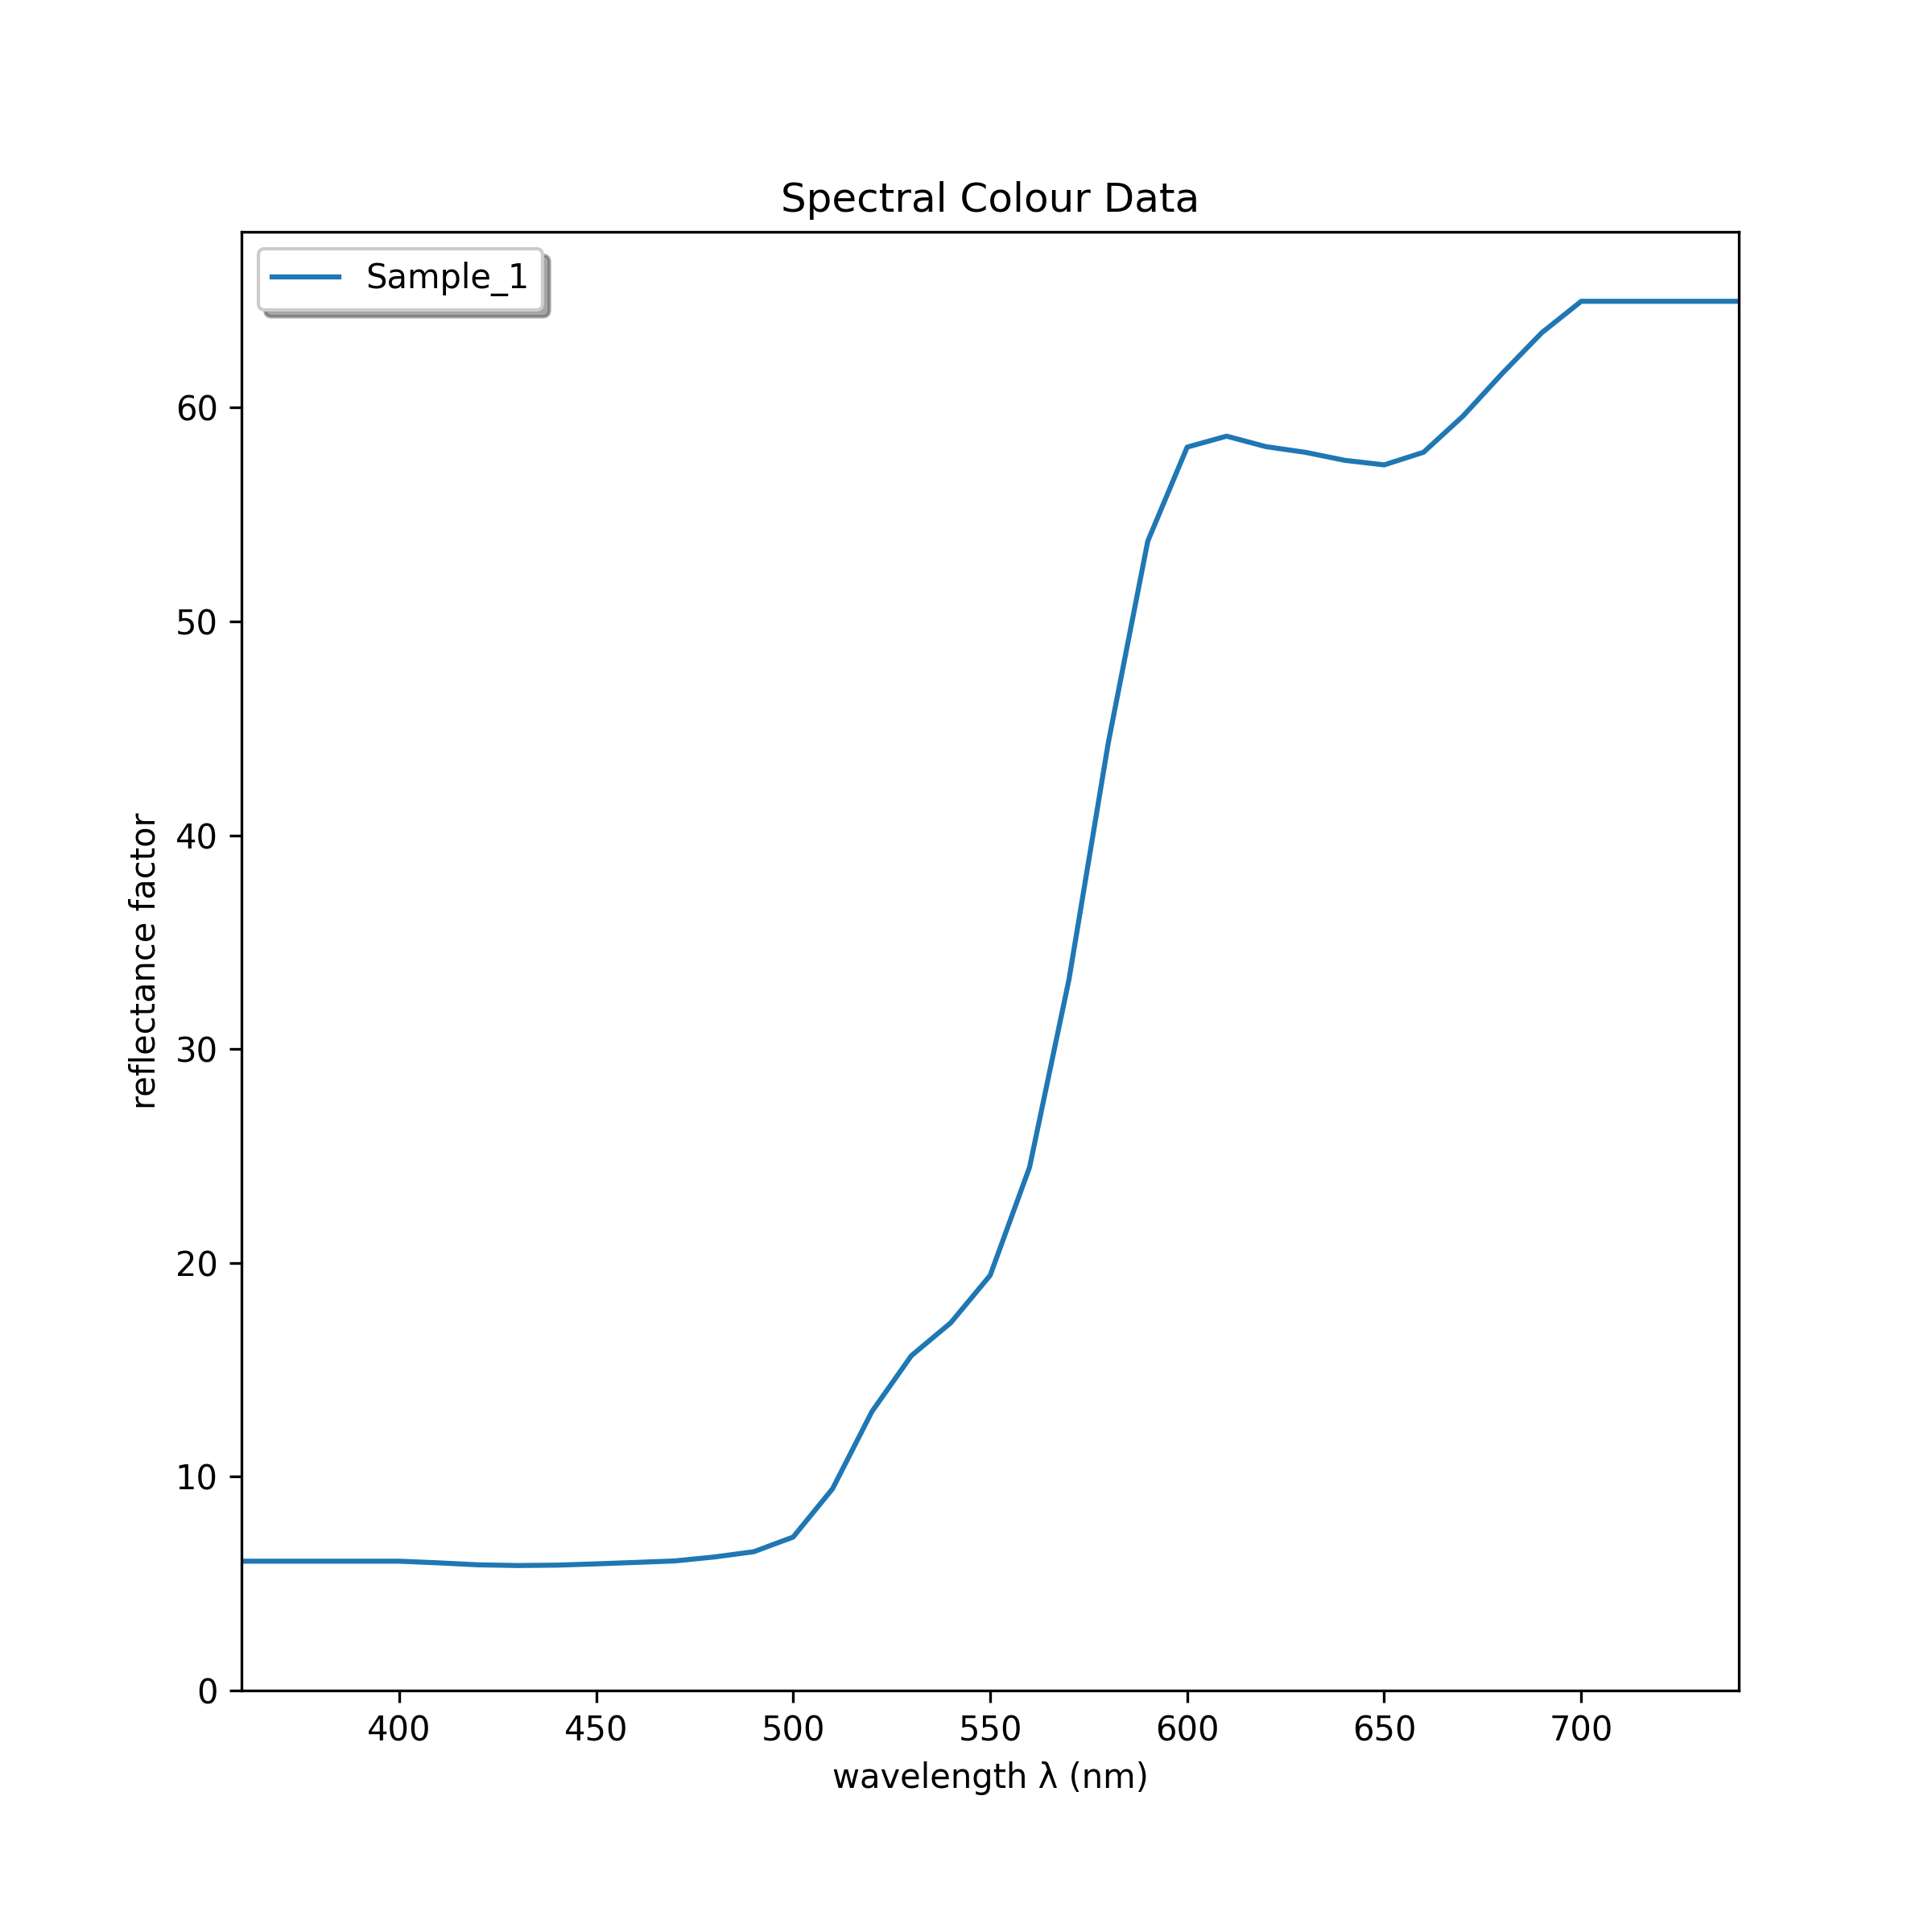 Spectral Colour Data
Sample_1
60
50
40
30
20
10
0
reflectance factor
400 450 500 550 600 650 700
wavelength λ (nm)